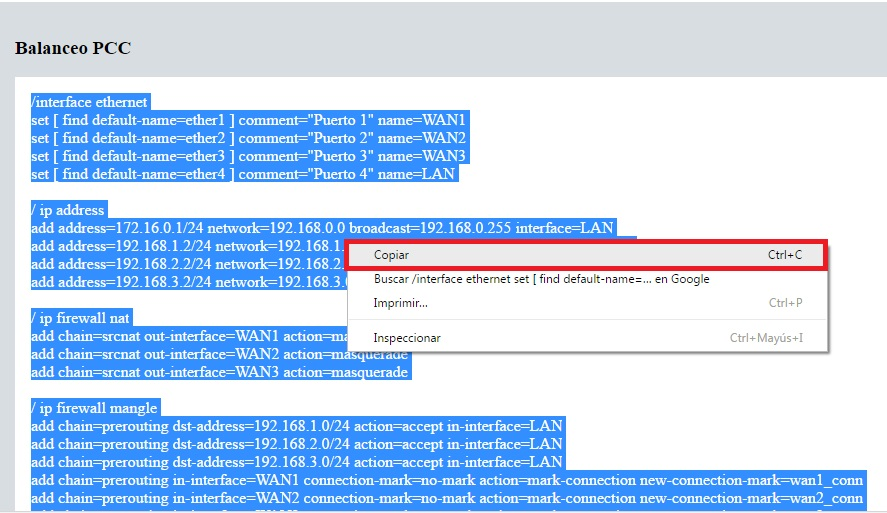 Balanceo PCC
/interface ethernet
set [ find default-name=ether1 ] comment="Puerto 1" name=WAN1
set [ find default-name=ether2 ] comment="Puerto 2" name=WAN2
set [ find default-name=ether3 ] comment="Puerto 3" name=WAN3
set [ find default-name=ether4 ] comment="Puerto 4" name=LAN
/ ip address
add address=172.16.0.1/24 network=192.168.0.0 broadcast=192.168.0.255 interface=LAN
add address=192.168.1.2/24 network=192.168.1.
add address=192.168.2.2/24 network=192.168.2.
add address=192.168.3.2/24 network=192.168.3.
Copiar Ctrl+C
Buscar /interface ethernet set [ find default-name=... en Google
Imprimir... Ctrl+P
Inspeccionar Ctrl+Mayús+I
/ ip firewall nat
add chain=srcnat out-interface=WAN1 action=ma
add chain=srcnat out-interface=WAN2 action=masquerade
add chain=srcnat out-interface=WAN3 action=masquerade
/ ip firewall mangle
add chain=prerouting dst-address=192.168.1.0/24 action=accept in-interface=LAN
add chain=prerouting dst-address=192.168.2.0/24 action=accept in-interface=LAN
add chain=prerouting dst-address=192.168.3.0/24 action=accept in-interface=LAN
add chain=prerouting in-interface=WAN1 connection-mark=no-mark action=mark-connection new-connection-mark=wan1_conn
add chain=prerouting in-interface=WAN2 connection-mark=no-mark action=mark-connection new-connection-mark=wan2_conn